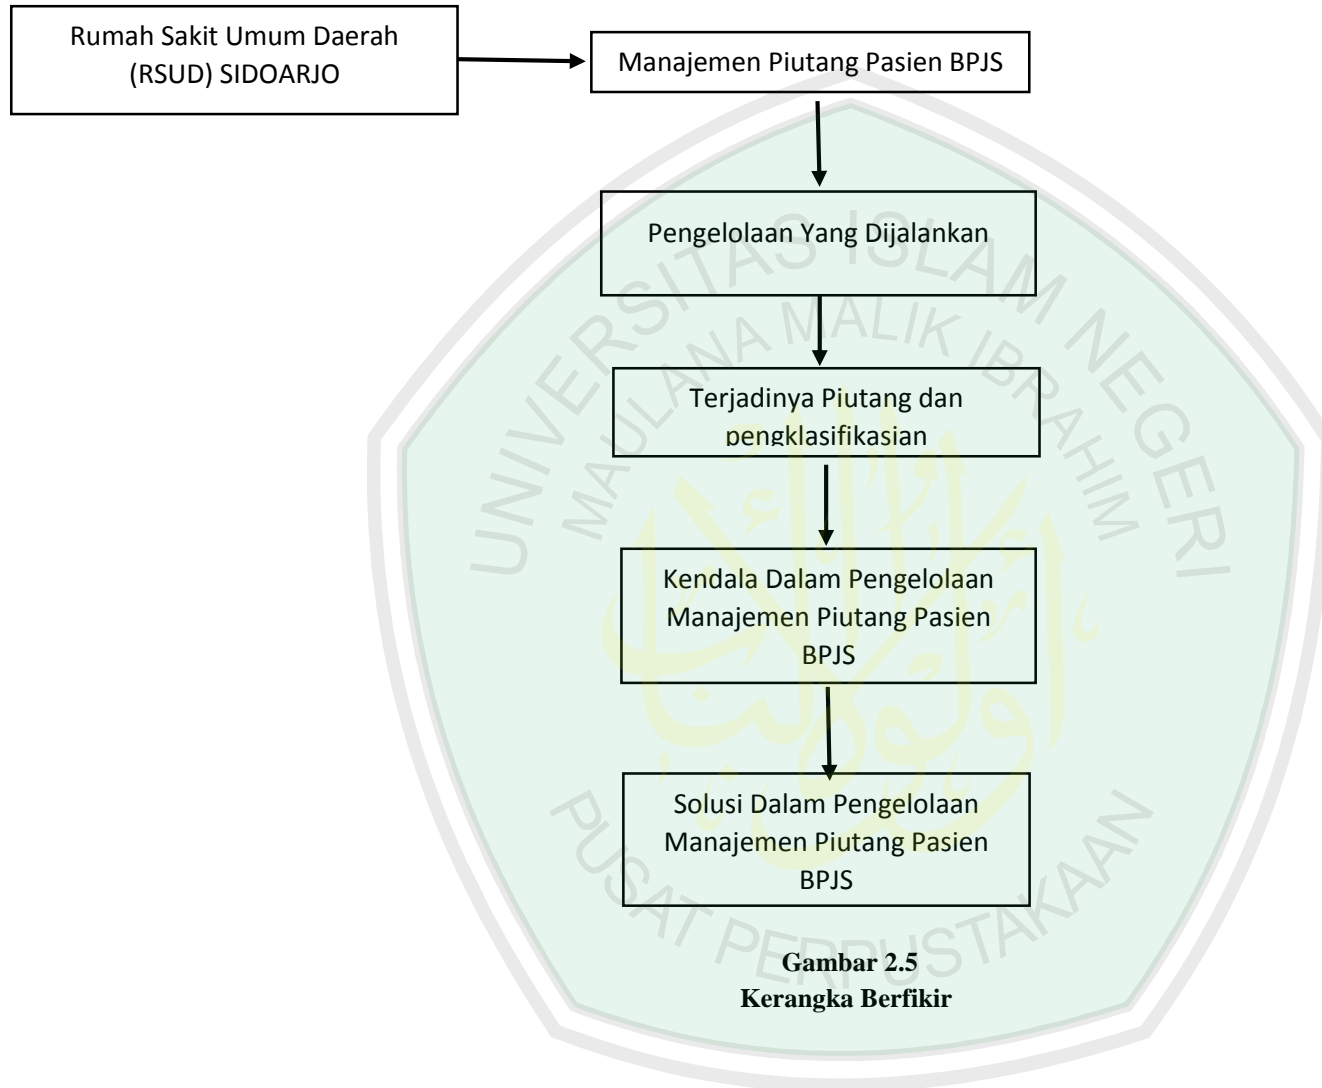 Rumah Sakit Umum Daerah
(RSUD) SIDOARJO
Manajemen Piutang Pasien BPJS
Pengelolaan Yang Dijalankan
Terjadinya Piutang dan
pengklasifikasian
Kendala Dalam Pengelolaan
Manajemen Piutang Pasien
BPJS
Solusi Dalam Pengelolaan
Manajemen Piutang Pasien
BPJS
Gambar 2.5
Kerangka Berfikir
UNIVERSITAS ISLAM NEGERI
MAULANA MALIK IBRAHIM
PUSAT PERPUSTAKAAN